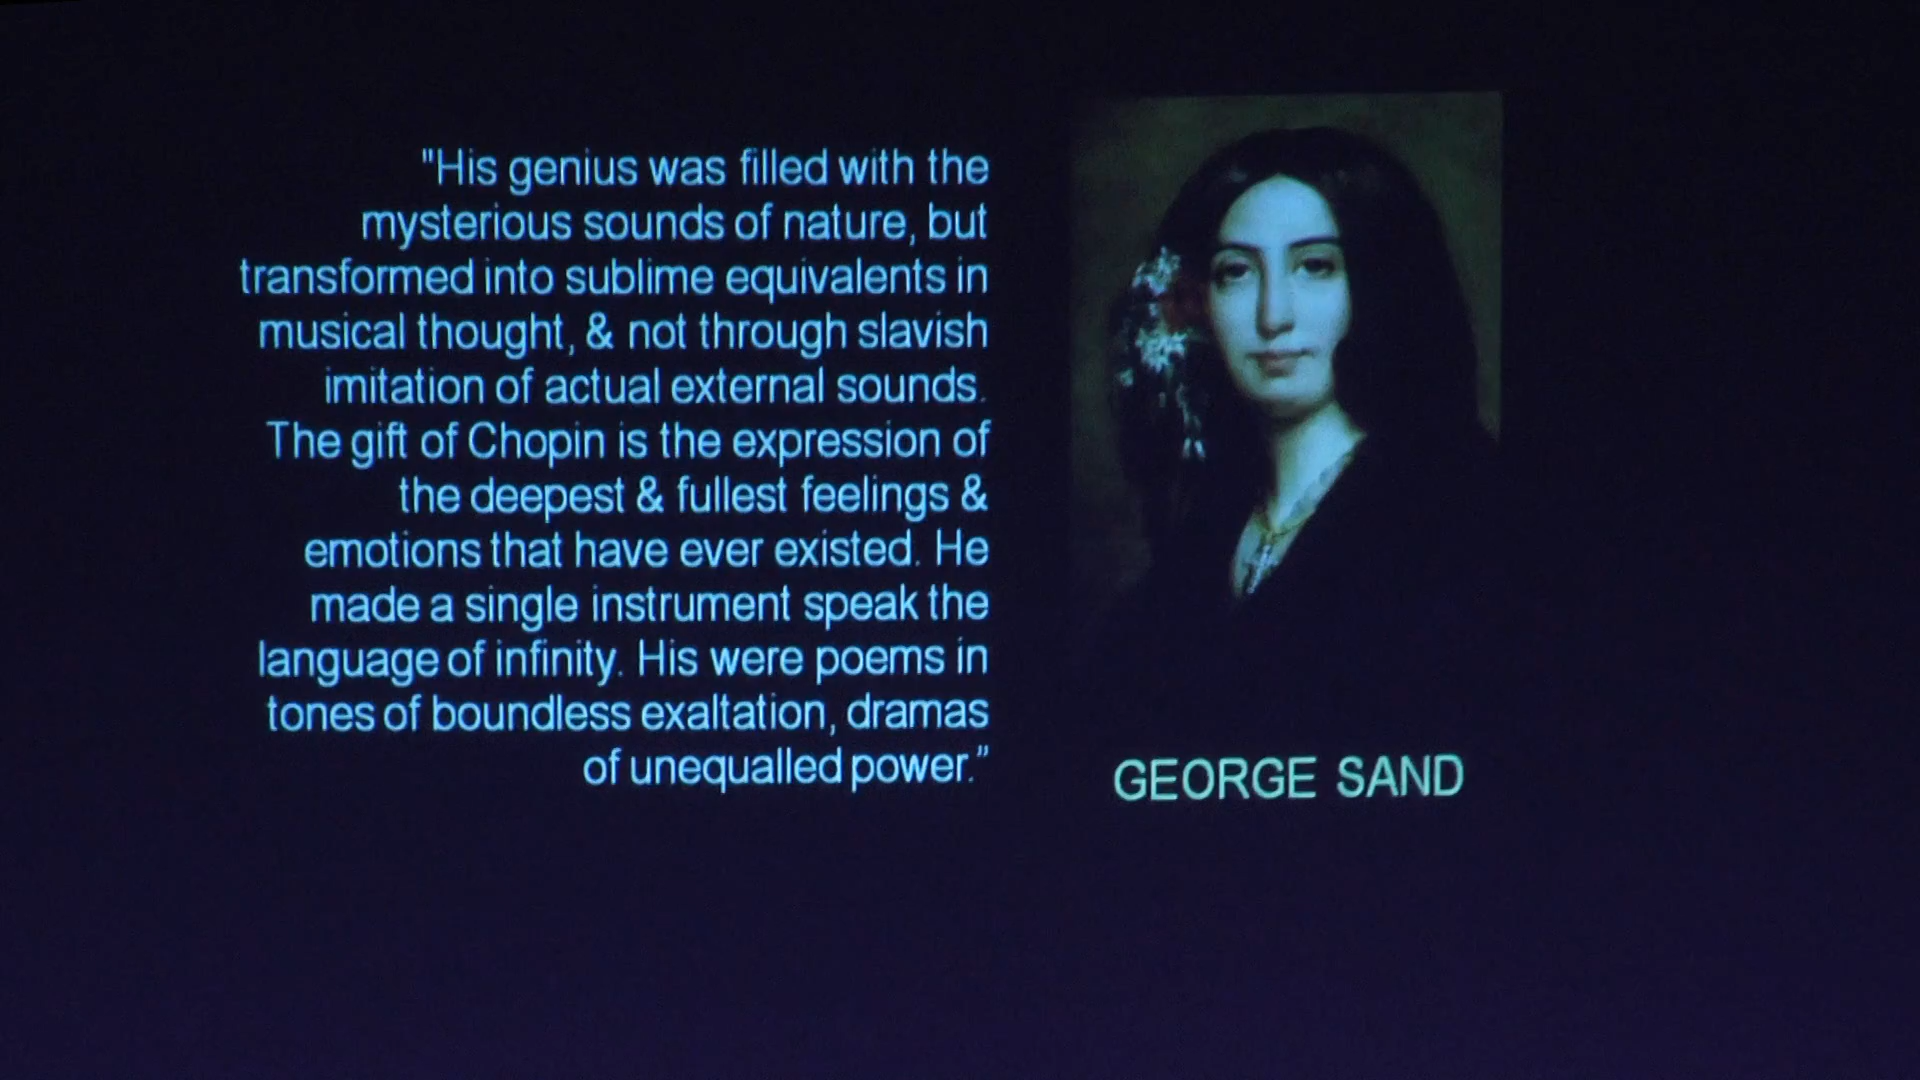 "His genius was filled with the
mysterious sounds of nature, but
transformed into sublime equivalents in
musical thought, & not through slavish
imitation of actual external sounds.
The gift of Chopin is the expression of
the deepest & fullest feelings &
emotions that have ever existed. He
made a single instrument speak the
language of infinity. His were poems in
tones of boundless exaltation, dramas
of unequalled power.”
GEORGE SAND